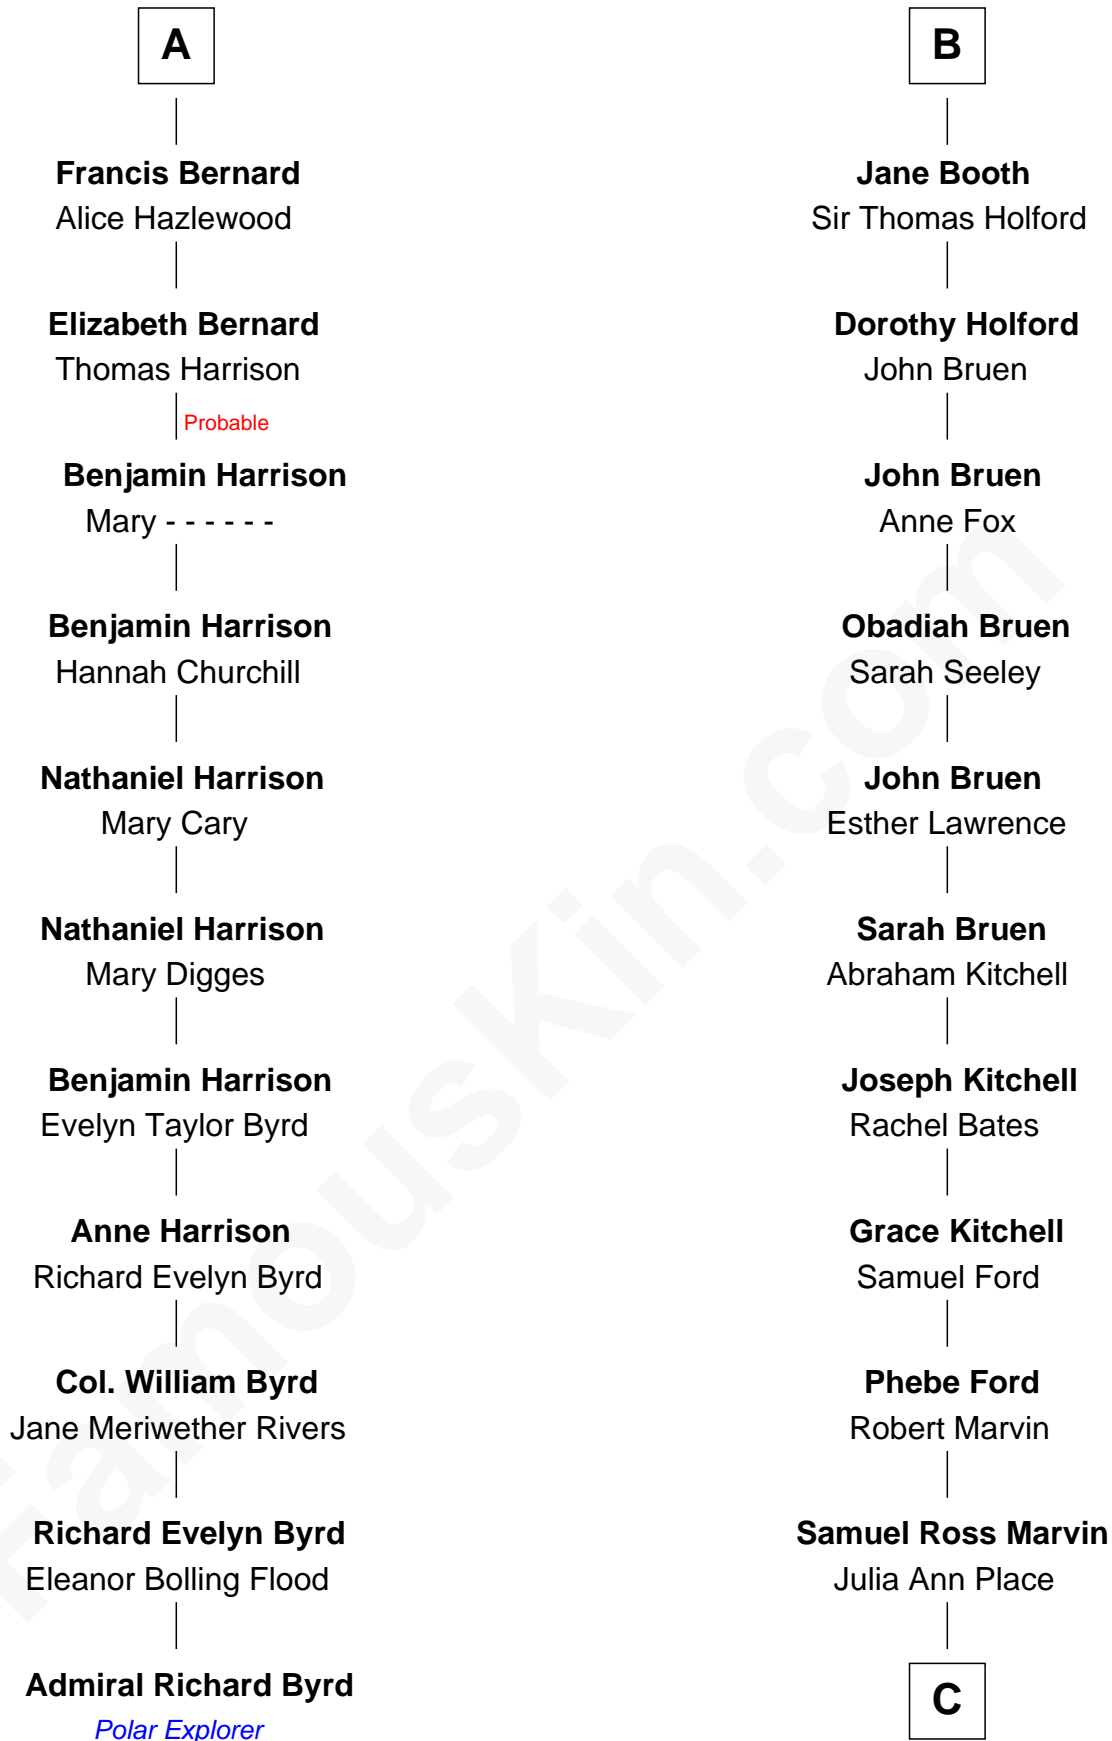 A
Francis Bernard
Alice Hazlewood
Elizabeth Bernard
Thomas Harrison
Probable
Benjamin Harrison
Mary - - - - - -
Benjamin Harrison
Hannah Churchill
Nathaniel Harrison
Mary Cary
Nathaniel Harrison
Mary Digges
Benjamin Harrison
Evelyn Taylor Byrd
Anne Harrison
Richard Evelyn Byrd
Col. William Byrd
Jane Meriwether Rivers
Richard Evelyn Byrd
Eleanor Bolling Flood
Admiral Richard Byrd
Polar Explorer
B
Jane Booth
Sir Thomas Holford
Dorothy Holford
John Bruen
John Bruen
Anne Fox
Obadiah Bruen
Sarah Seeley
John Bruen
Esther Lawrence
Sarah Bruen
Abraham Kitchell
Joseph Kitchell
Rachel Bates
Grace Kitchell
Samuel Ford
Phebe Ford
Robert Marvin
Samuel Ross Marvin
Julia Ann Place
C
FamousKin.com